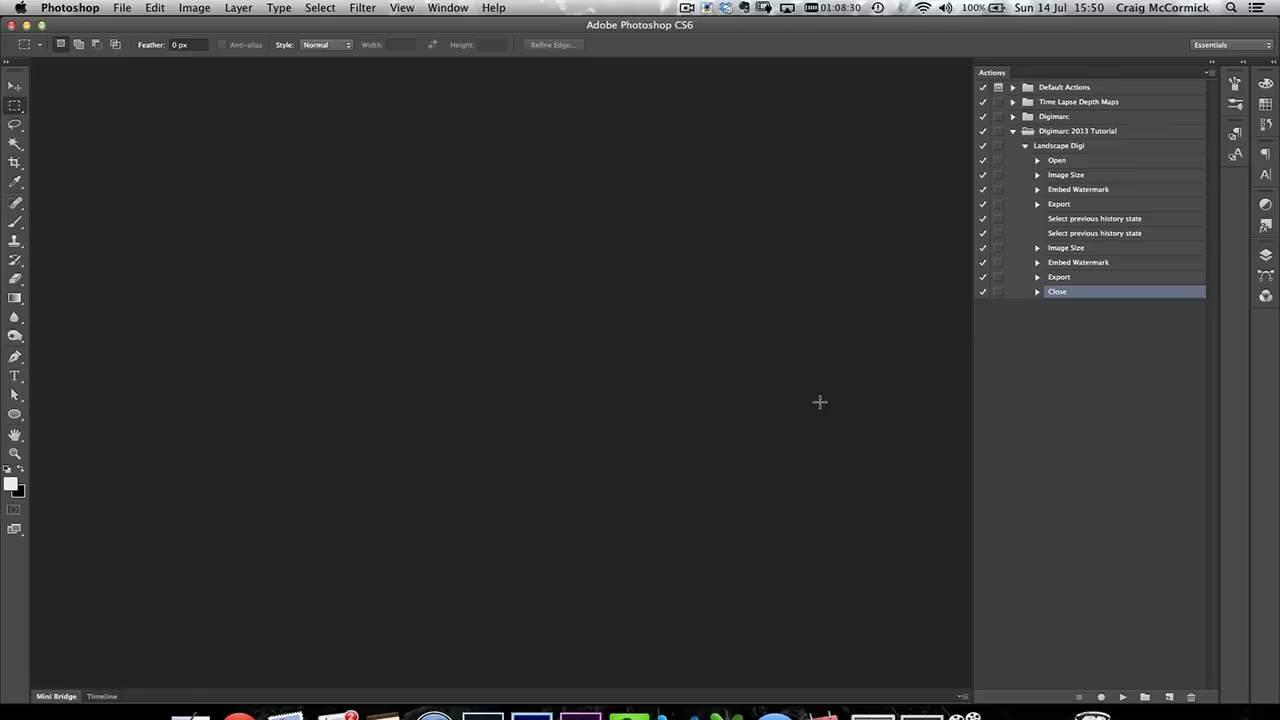 Photoshop File Edit Image Layer Type Select Filter View Window Help 01:08:30 100% Sun 14 Jul 15:50 Craig McCormick
Adobe Photoshop CS6
Feather: 0 px Anti-alias Style: Normal Width: Height: Refine Edge... Essentials
Actions
Default Actions
Time Lapse Depth Maps
Digimarc
Digimarc 2013 Tutorial
Landscape Digi
Open
Image Size
Embed Watermark
Export
Select previous history state
Select previous history state
Image Size
Embed Watermark
Export
Close
Mini Bridge Timeline
2